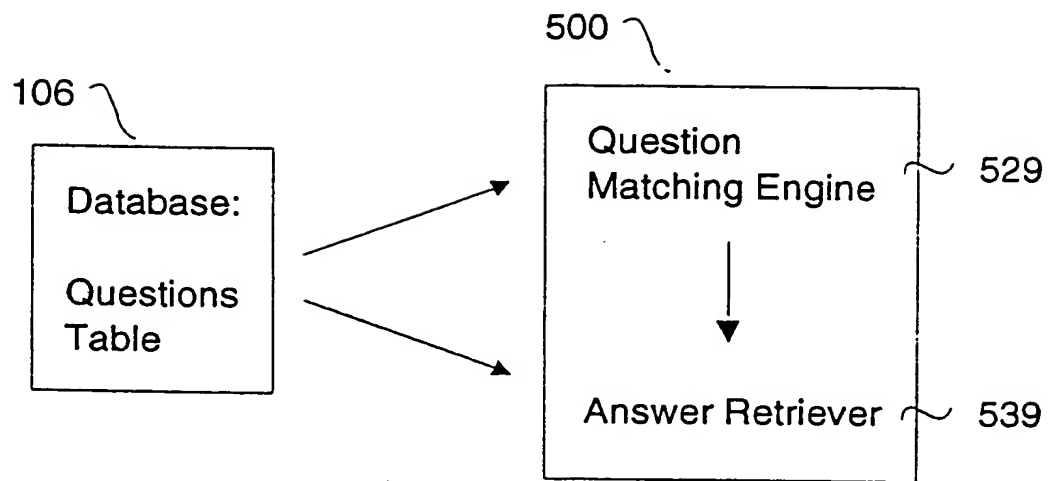 500
106
Question
Matching Engine
529
Database:
Questions
Table
Answer Retriever
539